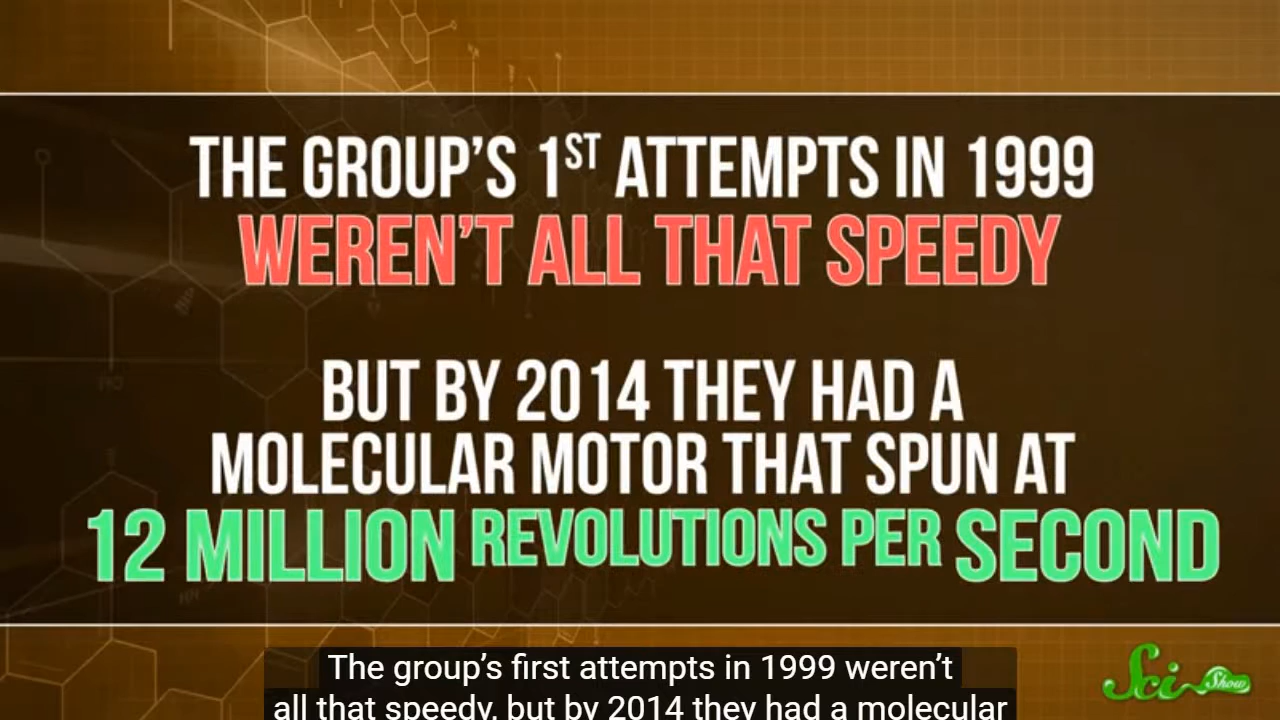 THE GROUP'S 1ST ATTEMPTS IN 1999
WEREN'T ALL THAT SPEEDY
BUT BY 2014 THEY HAD A
MOLECULAR MOTOR THAT SPUN AT
12 MILLION REVOLUTIONS PER SECOND
The group's first attempts in 1999 weren't
all that speedy, but by 2014 they had a molecular
Sci Show